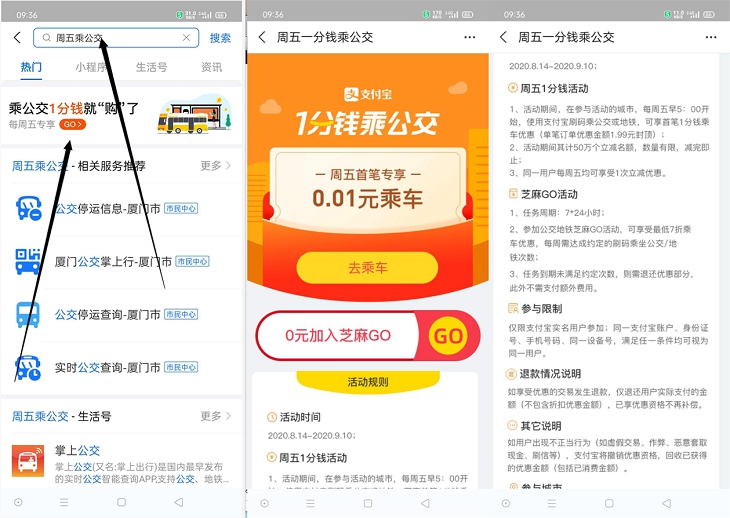 09:36
周五乘公交
搜索
热门
小程序
生活号
资讯
乘公交1分钱就“购”了
每周五专享 GO>
周五乘公交 - 相关服务推荐
更多 >
公交停运信息-厦门市 市民中心
厦门公交掌上行-厦门市 市民中心
公交停运查询-厦门市 市民中心
实时公交查询-厦门市 市民中心
周五乘公交 - 生活号
更多 >
掌上公交
掌上公交(又名:掌上出行)是国内最早发布
的实时公交智能查询APP支持公交、地铁...
09:36
周五一分钱乘公交
支付宝
1分钱乘公交
周五首笔专享
0.01元乘车
去乘车
0元加入芝麻GO
GO
活动规则
活动时间
2020.8.14-2020.9.10;
周五1分钱活动
1、活动期间，在参与活动的城市，每周五早5：00开
09:36
周五一分钱乘公交
2020.8.14-2020.9.10;
周五1分钱活动
1、活动期间，在参与活动的城市，每周五早5：00开
始，使用支付宝刷码乘公交或地铁，可享首笔1分钱乘
车优惠（单笔订单优惠金额1.99元封顶）；
2、活动期间共计50万个立减名额，数量有限，减完即
止；
3、同一用户每周五均可享受1次立减优惠。
芝麻GO活动
1、任务周期：7*24小时；
2、参加公交地铁芝麻GO活动，可享受最低7折乘
车优惠，每周需达成约定的刷码乘坐公交/地
铁次数；
3、任务到期未满足约定次数，则需退还优惠部分，
此外不需支付额外费用。
参与限制
仅限支付宝实名用户参加；同一支付宝账户、身份证
号、手机号码、同一设备号，满足任一条件均可视为
同一用户。
退款情况说明
如享受优惠的交易发生退款，仅退还用户实际支付的金
额（不包含折扣优惠金额），已享优惠资格不再补偿。
其它说明
如用户出现不正当行为（如虚假交易、作弊、恶意套取
现金、刷信等），支付宝将撤销优惠资格，回收已获得
的优惠金额（包括已消费金额）。
参与城市